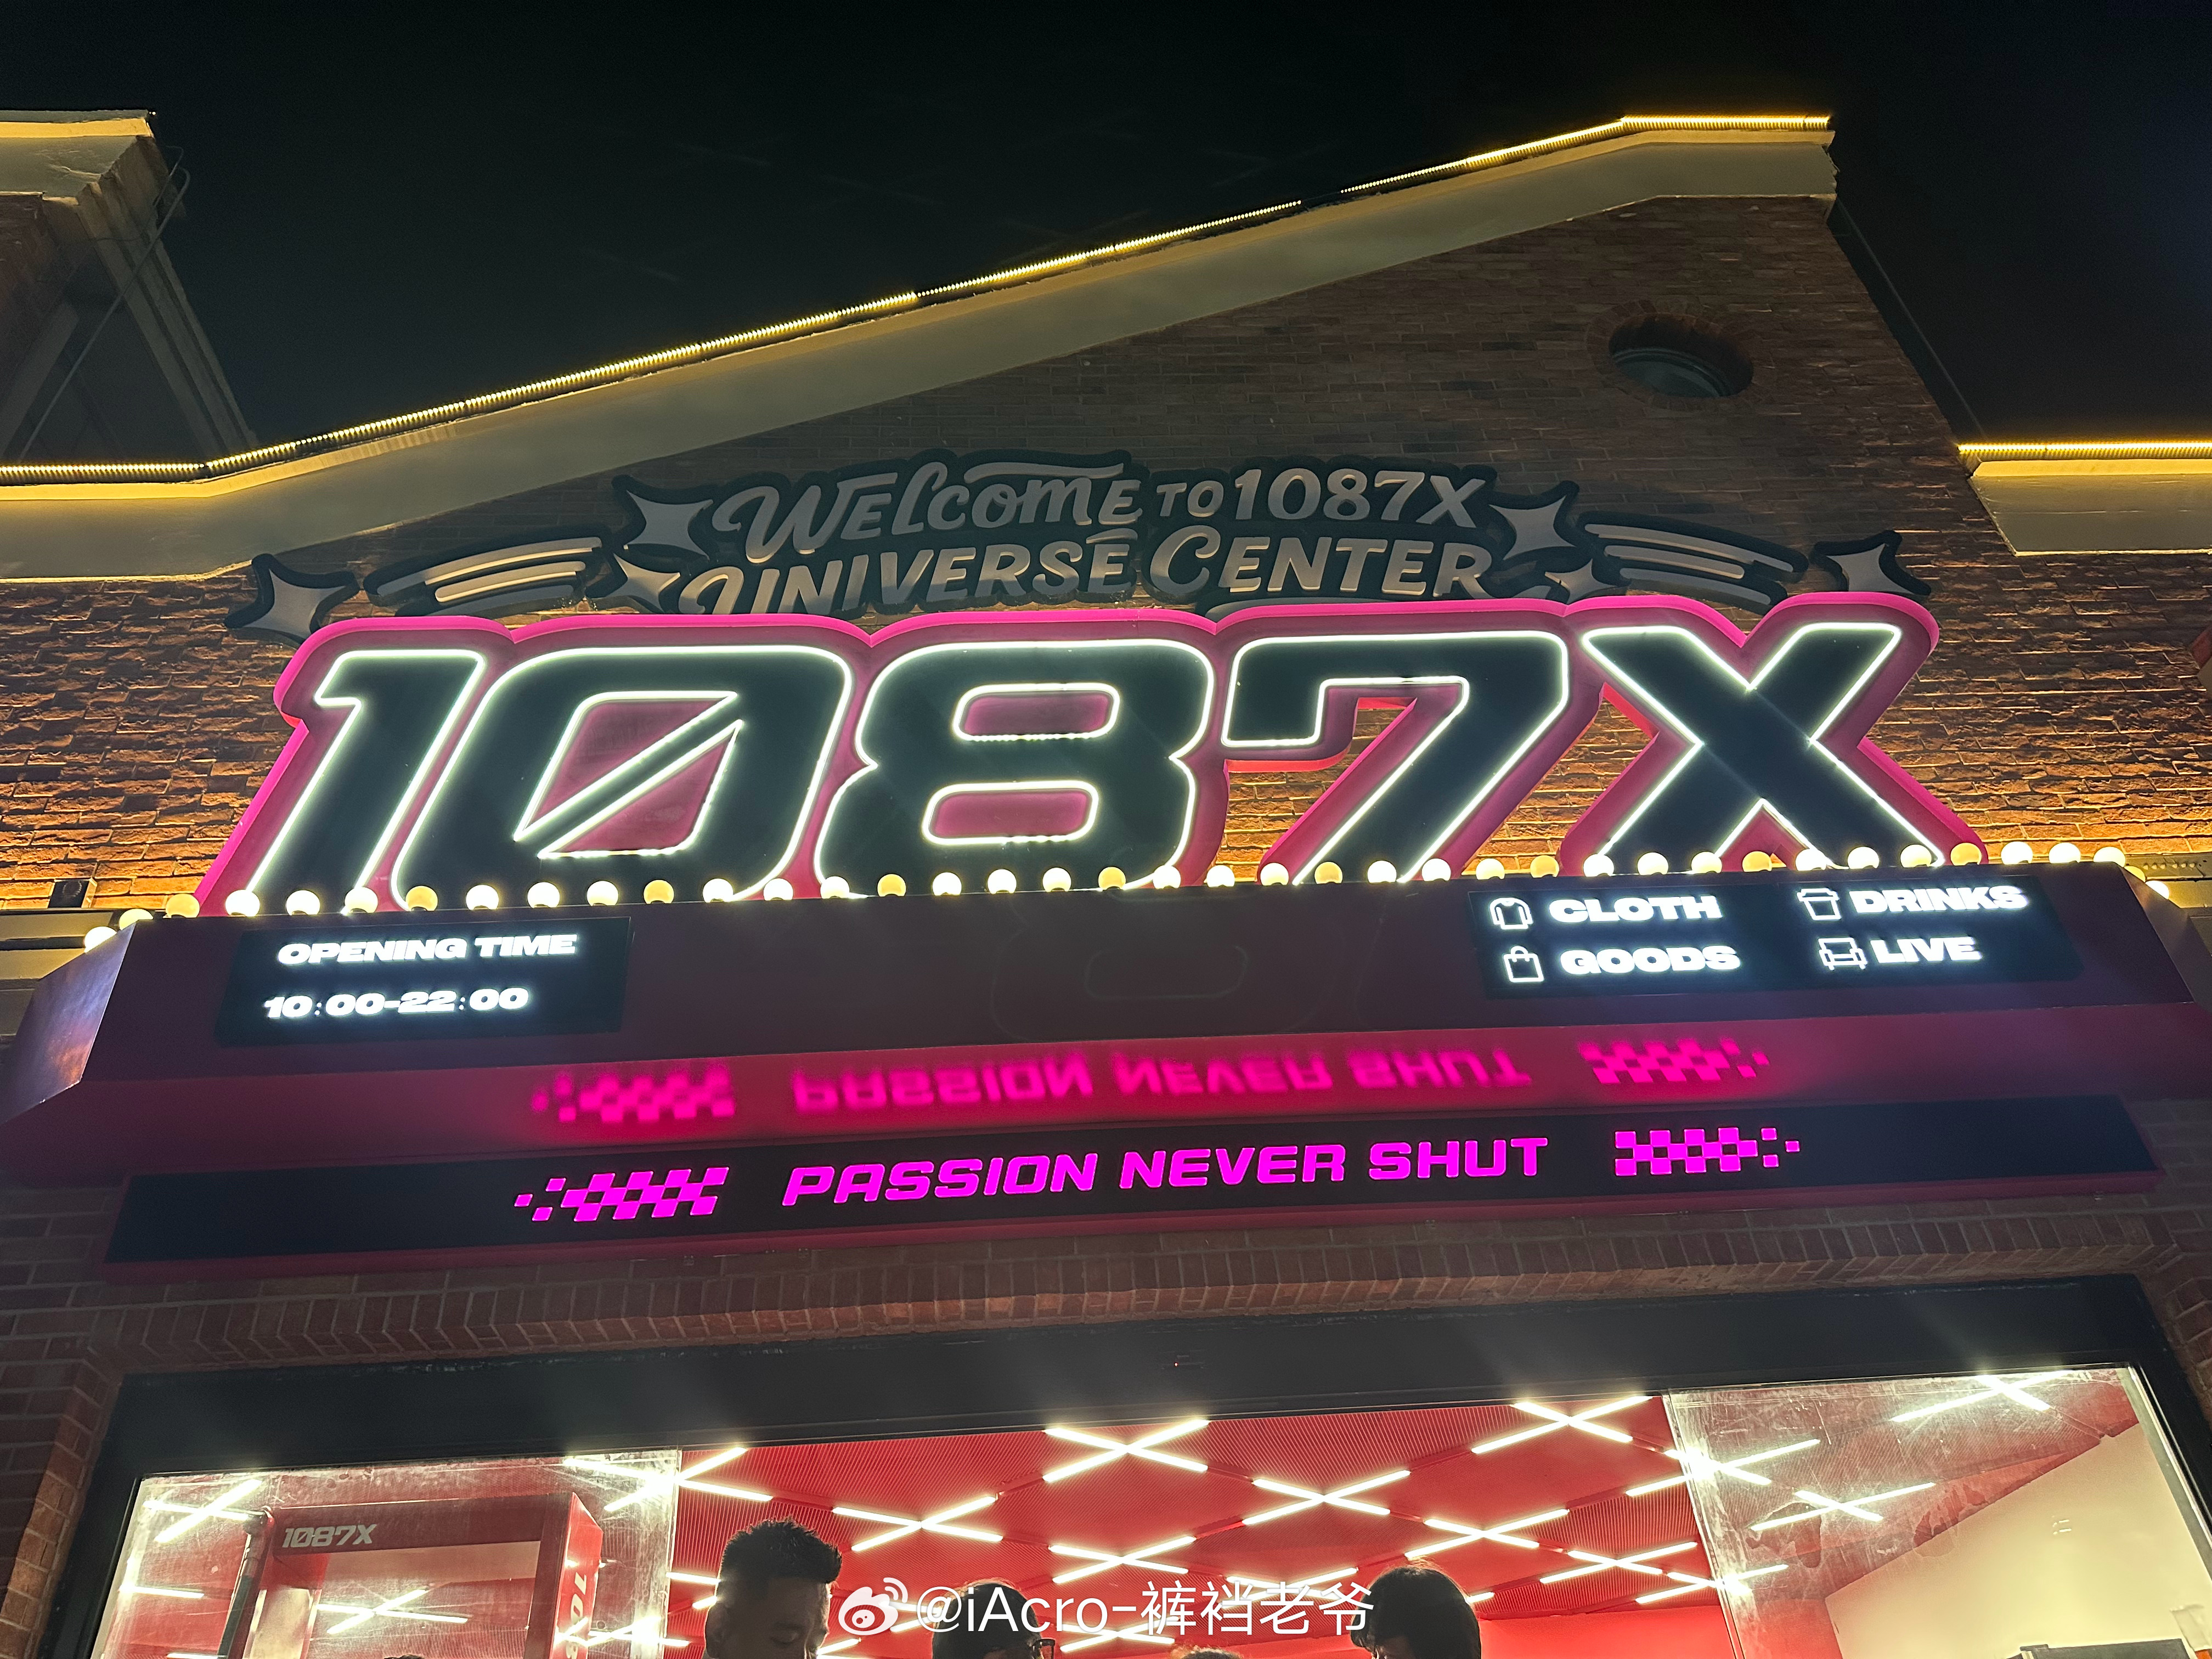 WELCOME TO 1087X
UNIVERSE CENTER
1087X
OPENING TIME
10:00-22:00
CLOTH
DRINKS
GOODS
LIVE
PASSION NEVER SHUT
PASSION NEVER SHUT
1087X
@iAcro-裤裆老爷